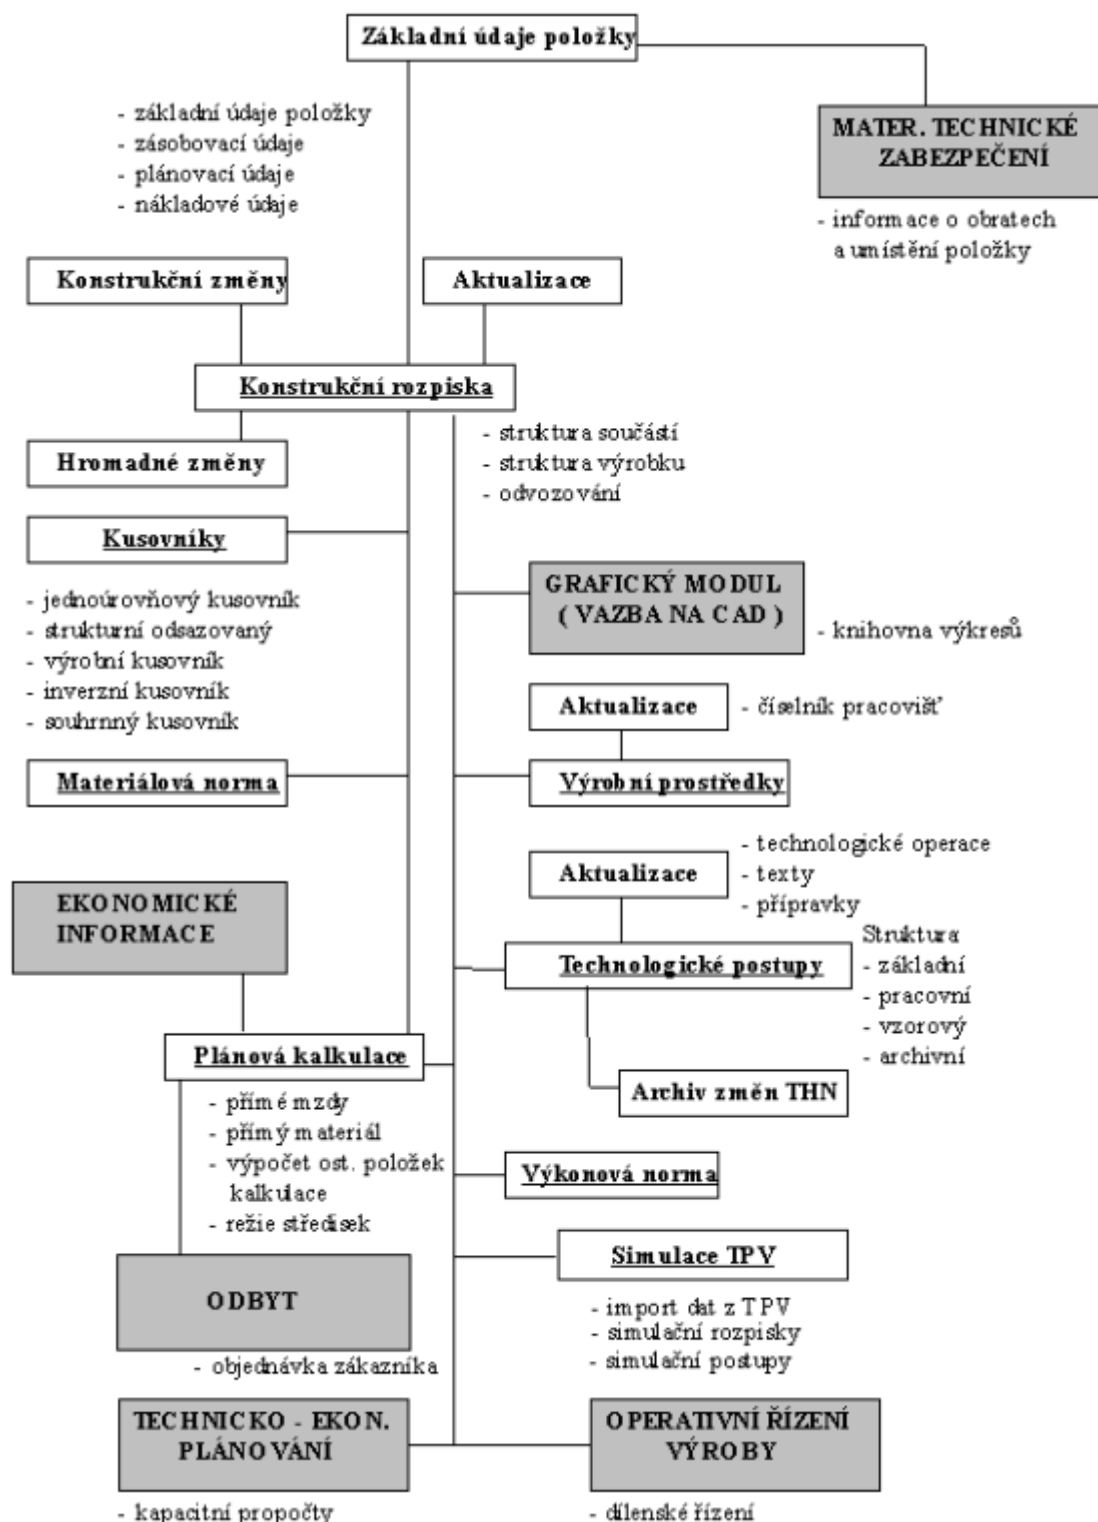 Základní údaje položky
- základní údaje položky
- zásobovací údaje
- plánovací údaje
- nákladové údaje
MATER. TECHNICKÉ
ZABEZPEČENÍ
- informace o obratech
a umístění položky
Konstrukční změny
Aktualizace
Konstrukční rozpiska
- struktura součástí
- struktura výrobku
- odvozování
Hromadné změny
Kusovníky
- jednoúrovňový kusovník
- strukturní odsazovaný
- výrobní kusovník
- inverzní kusovník
- souhrnný kusovník
GRAFICKÝ MODUL
( VAZBA NA CAD )
- knihovna výkresů
Aktualizace
- číselník pracovišť
Materiálová norma
Výrobní prostředky
Aktualizace
- technologické operace
- texty
- přípravky
EKONOMICKÉ
INFORMACE
Technologické postupy
Struktura
- základní
- pracovní
- vzorový
- archivní
Plánová kalkulace
- přímé mzdy
- přímý materiál
- výpočet ost. položek
kalkulace
- režie středisek
Archiv změn THN
Výkonová norma
Simulace TPV
- import dat z TPV
- simulační rozpisky
- simulační postupy
ODBYT
- objednávka zákazníka
TECHNICKO - EKON.
PLÁNOVÁNÍ
- kapacitní propočty
OPERATIVNÍ ŘÍZENÍ
VÝROBY
- dílenské řízení